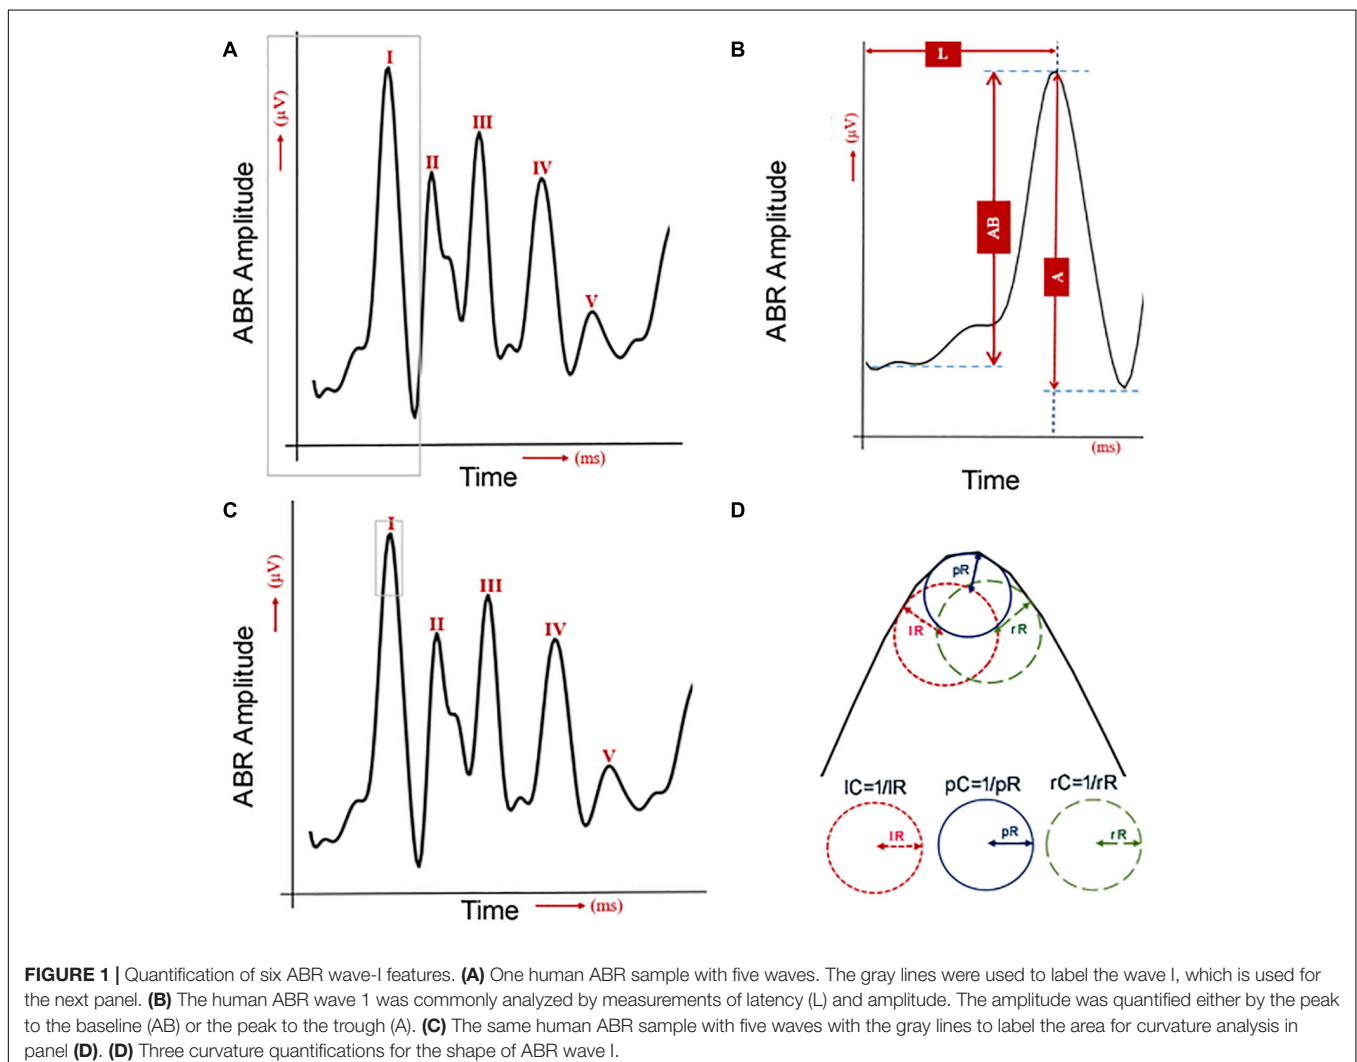 A
I
II
III
IV
V
(µV)
ABR Amplitude
Time
(ms)
B
L
AB
A
(µV)
ABR Amplitude
(ms)
Time
C
I
II
III
IV
V
(µV)
ABR Amplitude
Time
(ms)
D
pR
lR
rR
lC=1/lR
pC=1/pR
rC=1/rR
lR
pR
rR
FIGURE 1 | Quantification of six ABR wave-I features. (A) One human ABR sample with five waves. The gray lines were used to label the wave I, which is used for
the next panel. (B) The human ABR wave 1 was commonly analyzed by measurements of latency (L) and amplitude. The amplitude was quantified either by the peak
to the baseline (AB) or the peak to the trough (A). (C) The same human ABR sample with five waves with the gray lines to label the area for curvature analysis in
panel (D). (D) Three curvature quantifications for the shape of ABR wave I.